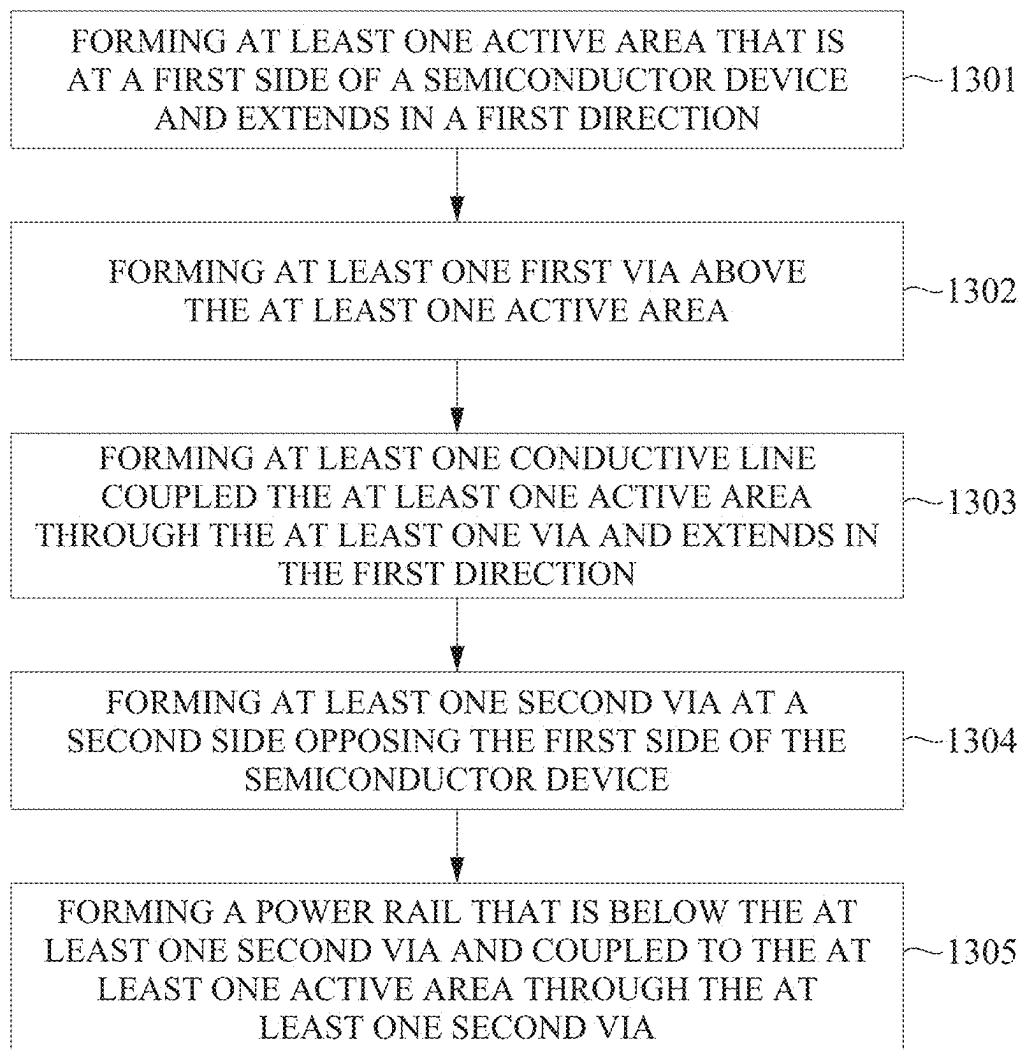 FORMING AT LEAST ONE ACTIVE AREA THAT IS
AT A FIRST SIDE OF A SEMICONDUCTOR DEVICE
AND EXTENDS IN A FIRST DIRECTION
1301
FORMING AT LEAST ONE FIRST VIA ABOVE
THE AT LEAST ONE ACTIVE AREA
1302
FORMING AT LEAST ONE CONDUCTIVE LINE
COUPLED THE AT LEAST ONE ACTIVE AREA
THROUGH THE AT LEAST ONE VIA AND EXTENDS IN
THE FIRST DIRECTION
1303
FORMING AT LEAST ONE SECOND VIA AT A
SECOND SIDE OPPOSING THE FIRST SIDE OF THE
SEMICONDUCTOR DEVICE
1304
FORMING A POWER RAIL THAT IS BELOW THE AT
LEAST ONE SECOND VIA AND COUPLED TO THE AT
LEAST ONE ACTIVE AREA THROUGH THE AT
LEAST ONE SECOND VIA
1305